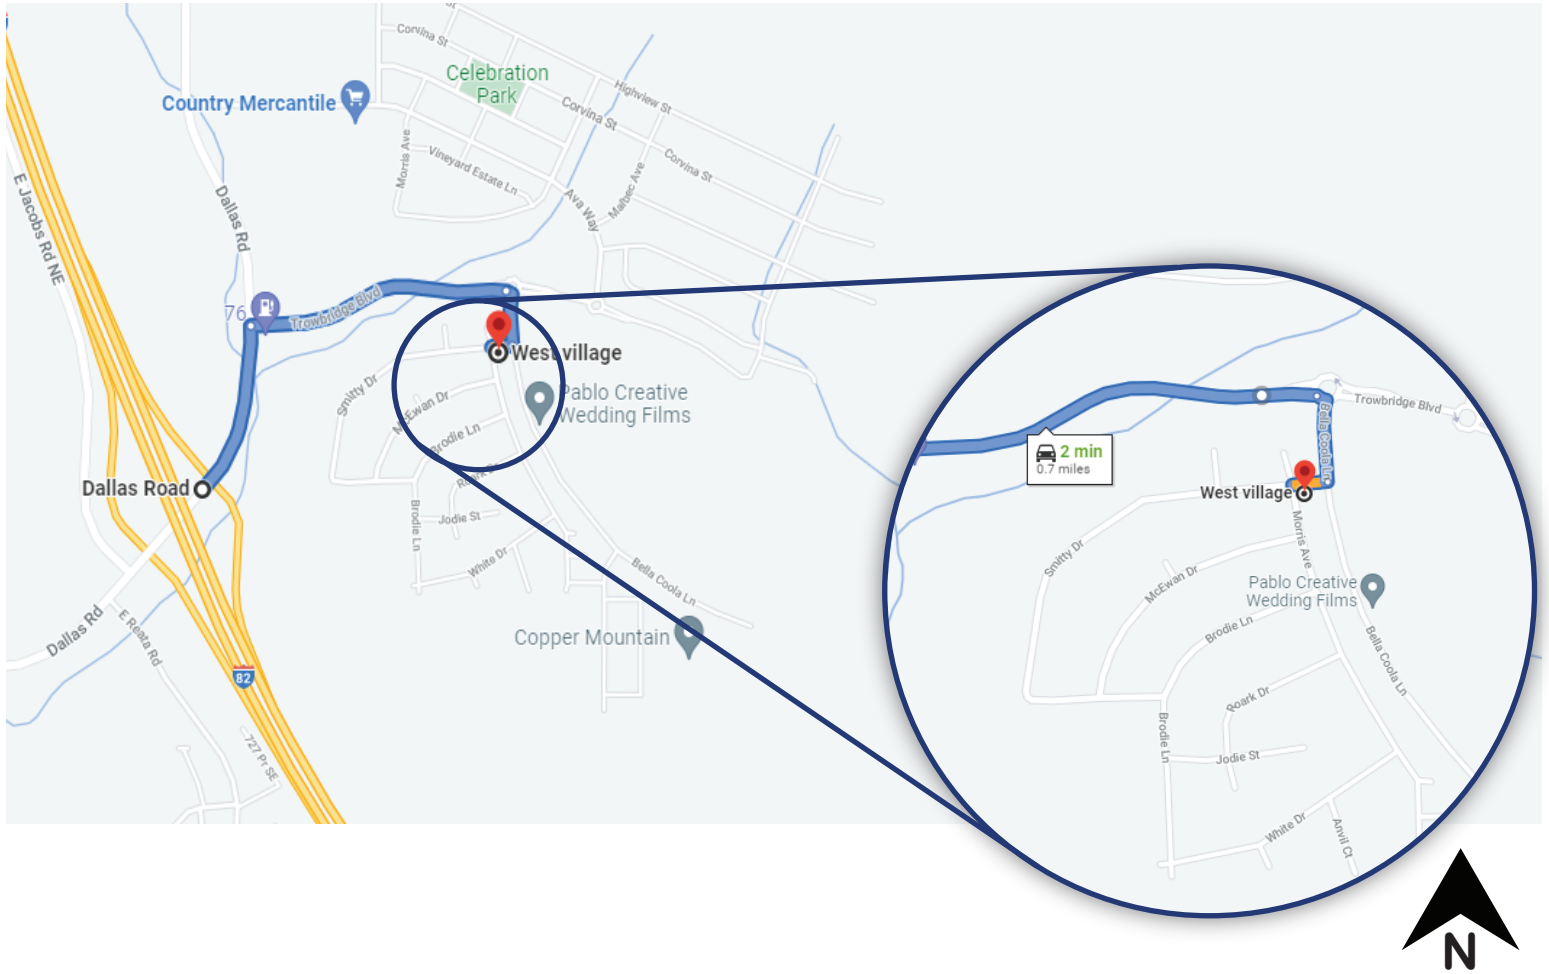 Corvina St
Celebration
Park
Highview St
Country Mercantile
Corvina St
Morris Ave
Vineyard Estate Ln
Corvina St
Malbec Ave
Ava Way
E Jacobs Rd NE
Dallas Rd
76
Trowbridge Blvd
West village
Smitty Dr
McEwan Dr
Pablo Creative
Wedding Films
Brodie Ln
Roark Dr
Dallas Road
Brodie Ln
Jodie St
White Dr
Bella Coola Ln
Dallas Rd
E Reata Rd
Copper Mountain
82
727 Pr SE
Trowbridge Blvd
Bella Coola Ln
2 min
0.7 miles
West village
Morris Ave
Smitty Dr
McEwan Dr
Pablo Creative
Wedding Films
Brodie Ln
Bella Coola Ln
Roark Dr
Brodie Ln
Jodie St
White Dr
Anvil Ct
N